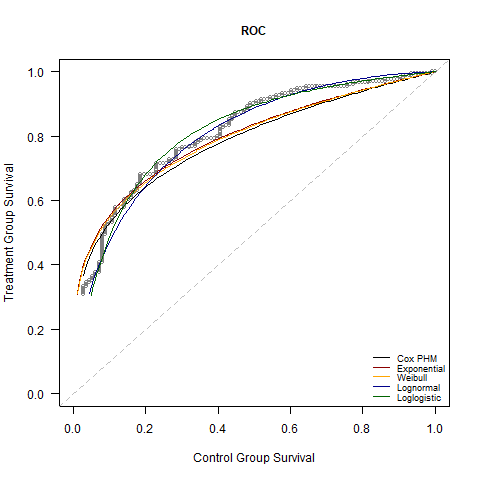 ROC
Treatment Group Survival
1.0
0.8
0.6
0.4
0.2
0.0
Cox PHM
Exponential
Weibull
Lognormal
Loglogistic
0.0 0.2 0.4 0.6 0.8 1.0
Control Group Survival